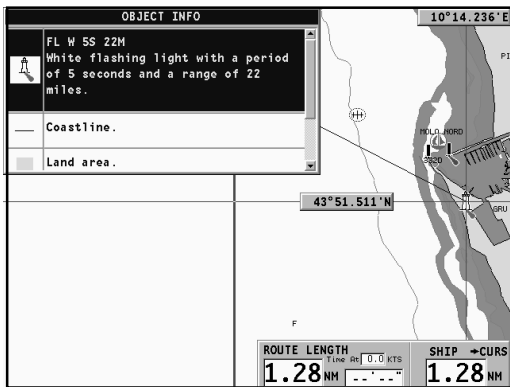 OBJECT INFO
10°14.236'E
FL W 5S 22M
White flashing light with a period
of 5 seconds and a range of 22
miles.
Coastline.
Land area.
PI
MOLO NORD
43°51.511'N
GRU
F
ROUTE LENGTH
Time At 0.0 KTS
1.28 NM --'--"
SHIP ➔CURS
1.28 NM